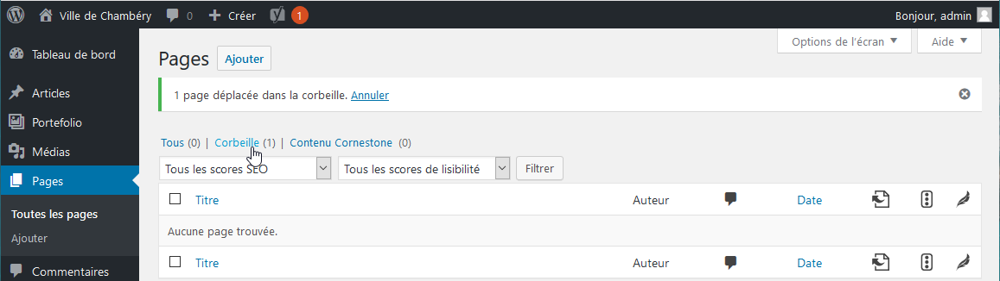 Ville de Chambéry 0 + Créer 1 Bonjour, admin
Options de l'écran Aide
Tableau de bord
Pages Ajouter
Articles
1 page déplacée dans la corbeille. Annuler
Portefolio
Médias
Tous (0) | Corbeille (1) | Contenu Cornestone (0)
Tous les scores SEO Tous les scores de lisibilité Filtrer
Pages
Titre Auteur Date
Toutes les pages
Aucune page trouvée.
Ajouter
Titre Auteur Date
Commentaires